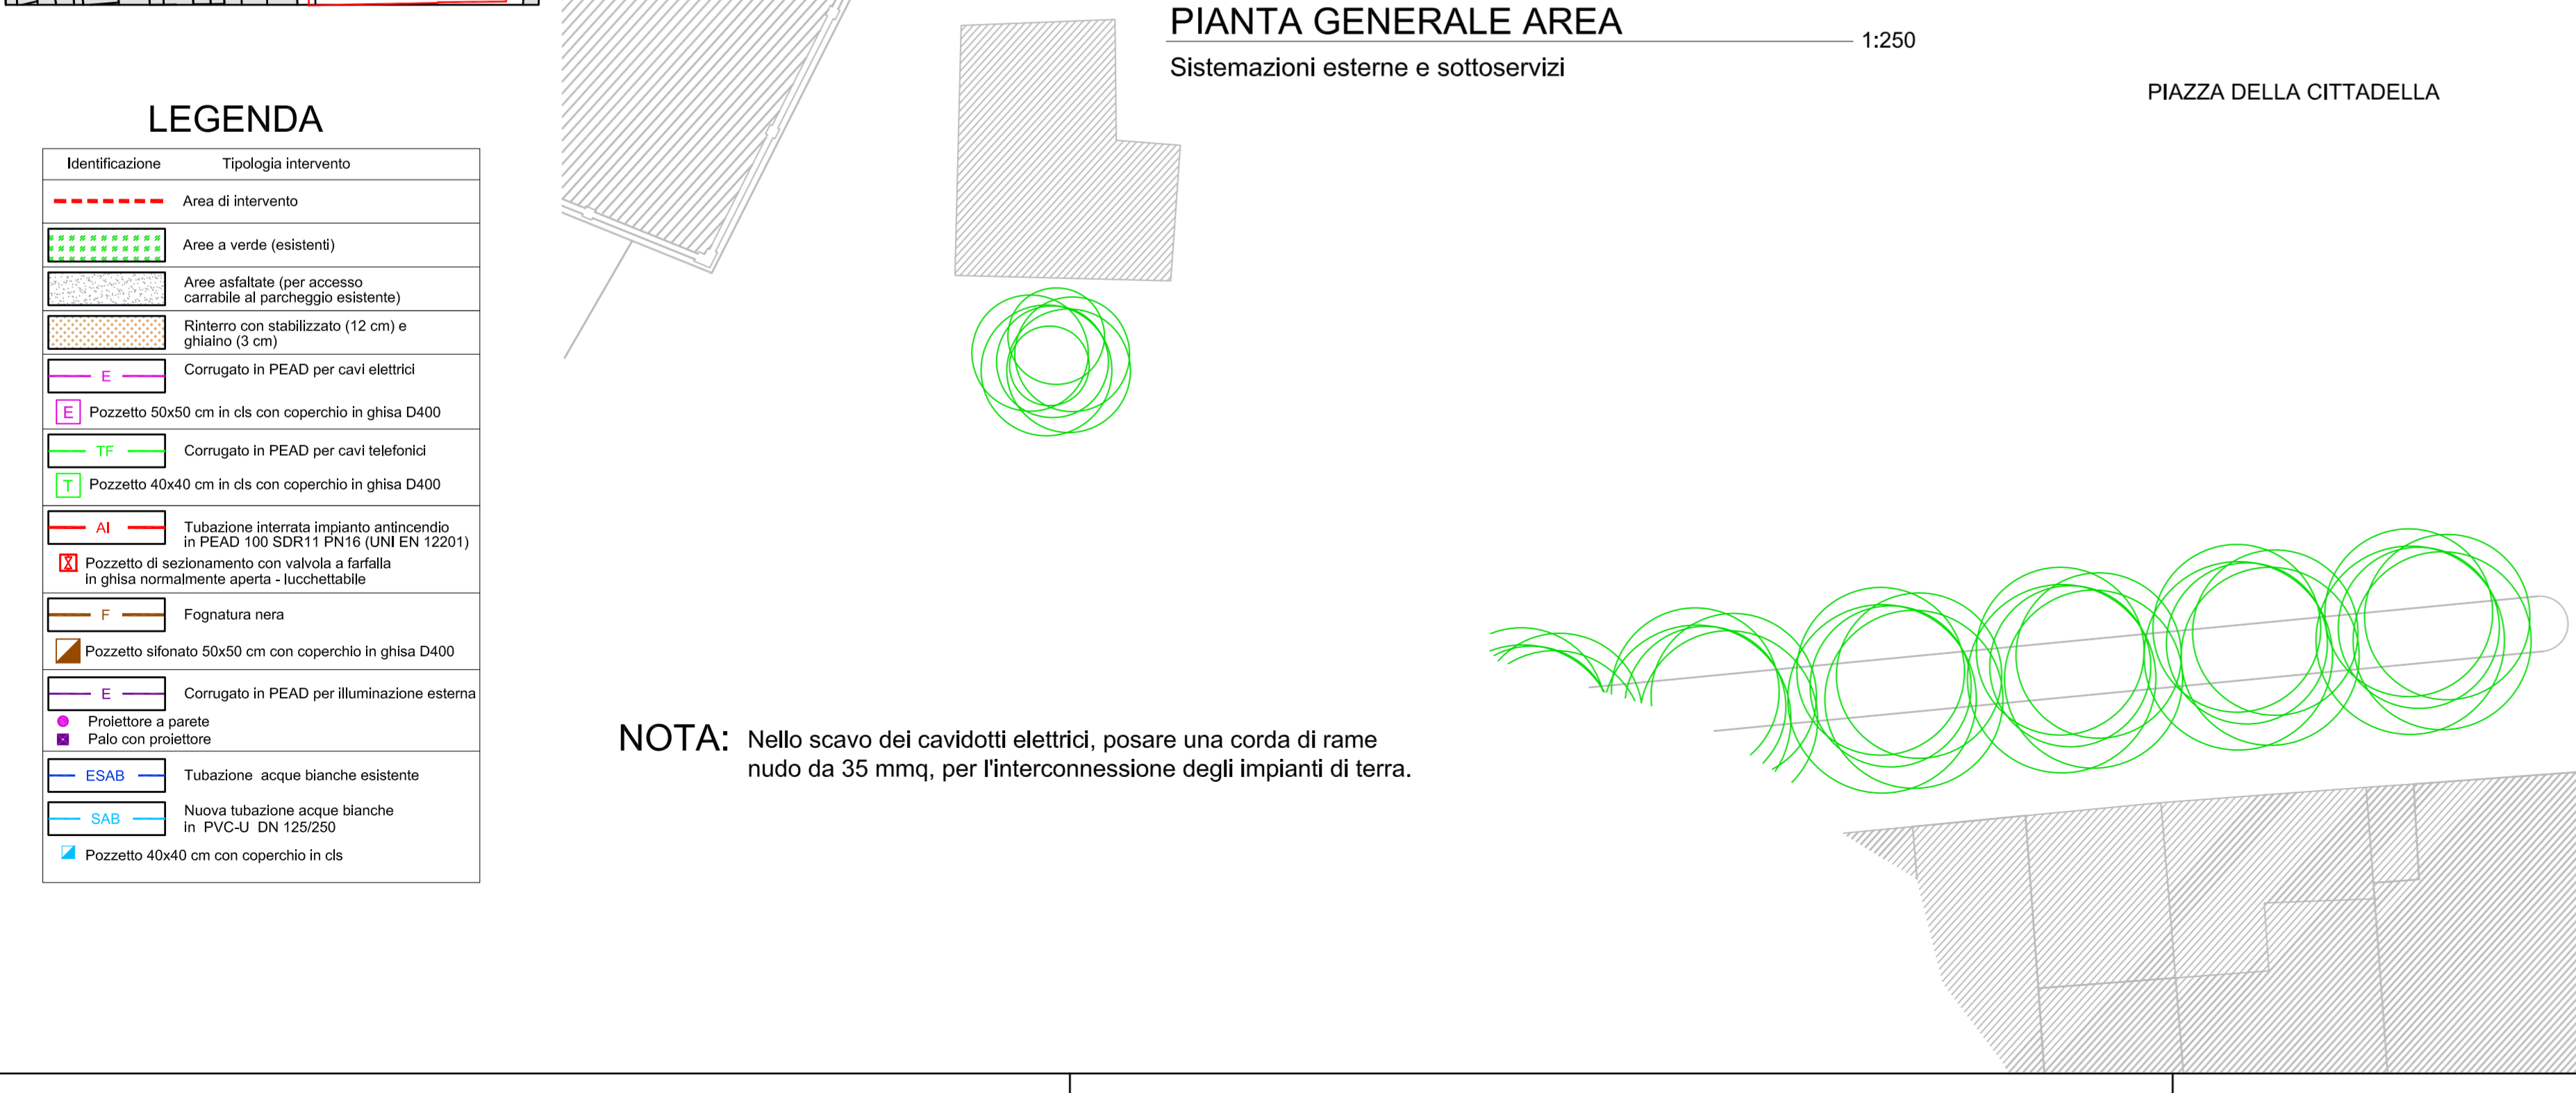 PIANTA GENERALE AREA
1:250
Sistemazioni esterne e sottoservizi
PIAZZA DELLA CITTADELLA
LEGENDA
Identificazione Tipologia intervento
Area di intervento
Aree a verde (esistenti)
Aree asfaltate (per accesso
carrabile al parcheggio esistente)
Rinterro con stabilizzato (12 cm) e
ghiaino (3 cm)
E Corrugato in PEAD per cavi elettrici
E Pozzetto 50x50 cm in cls con coperchio in ghisa D400
TF Corrugato in PEAD per cavi telefonici
T Pozzetto 40x40 cm in cls con coperchio in ghisa D400
AI Tubazione interrata impianto antincendio
in PEAD 100 SDR11 PN16 (UNI EN 12201)
Pozzetto di sezionamento con valvola a farfalla
in ghisa normalmente aperta - lucchettabile
F Fognatura nera
Pozzetto sifonato 50x50 cm con coperchio in ghisa D400
E Corrugato in PEAD per illuminazione esterna
Proiettore a parete
Palo con proiettore
ESAB Tubazione acque bianche esistente
SAB Nuova tubazione acque bianche
in PVC-U DN 125/250
Pozzetto 40x40 cm con coperchio in cls
NOTA: Nello scavo dei cavidotti elettrici, posare una corda di rame
nudo da 35 mmq, per l'interconnessione degli impianti di terra.